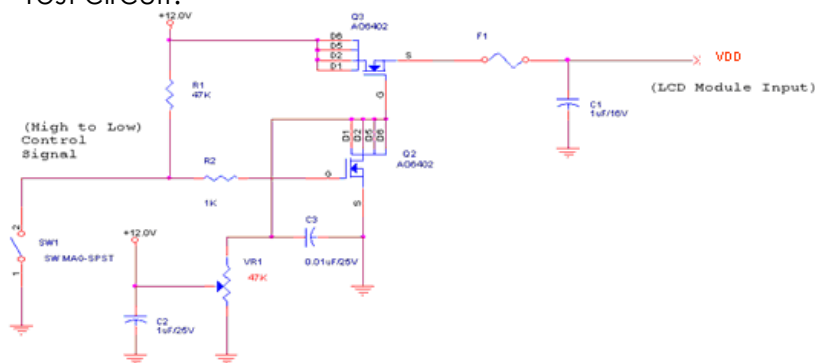 Test Circuit:
+12.0V
Q3
AO6402
D6
D5
D2
D1
S
G
F1
VDD
(LCD Module Input)
R1
47K
C1
1uF/16V
(High to Low)
Control
Signal
D1
D2
D5
D6
R2
G
Q2
AO6402
1K
S
2
SW1
SW MAG-SPST
1
+12.0V
C3
VR1
47K
0.01uF/25V
C2
1uF/25V